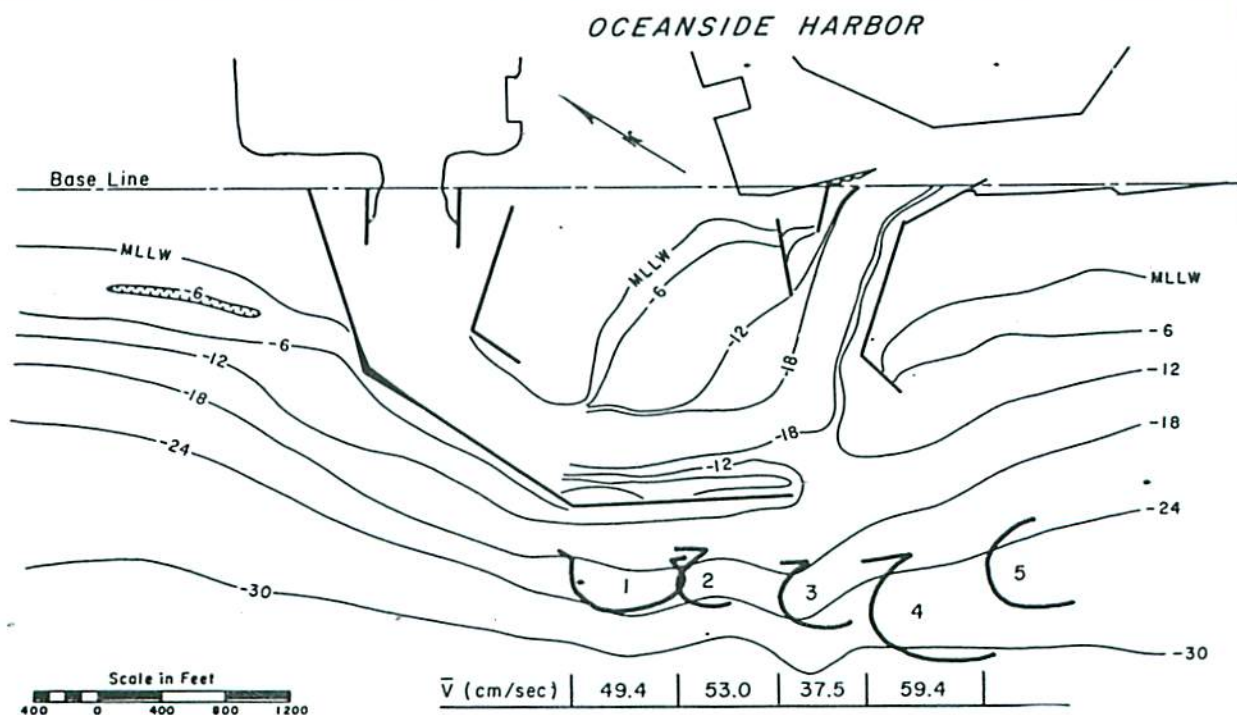 OCEANSIDE HARBOR
N
Base Line
MLLW
-6
-6
-12
-18
-24
-30
MLLW
-6
-12
-18
-18
-12
MLLW
-6
-12
-18
-24
-30
1
2
3
4
5
Scale in Feet
400 0 400 800 1200
V̅ (cm/sec) 49.4 53.0 37.5 59.4